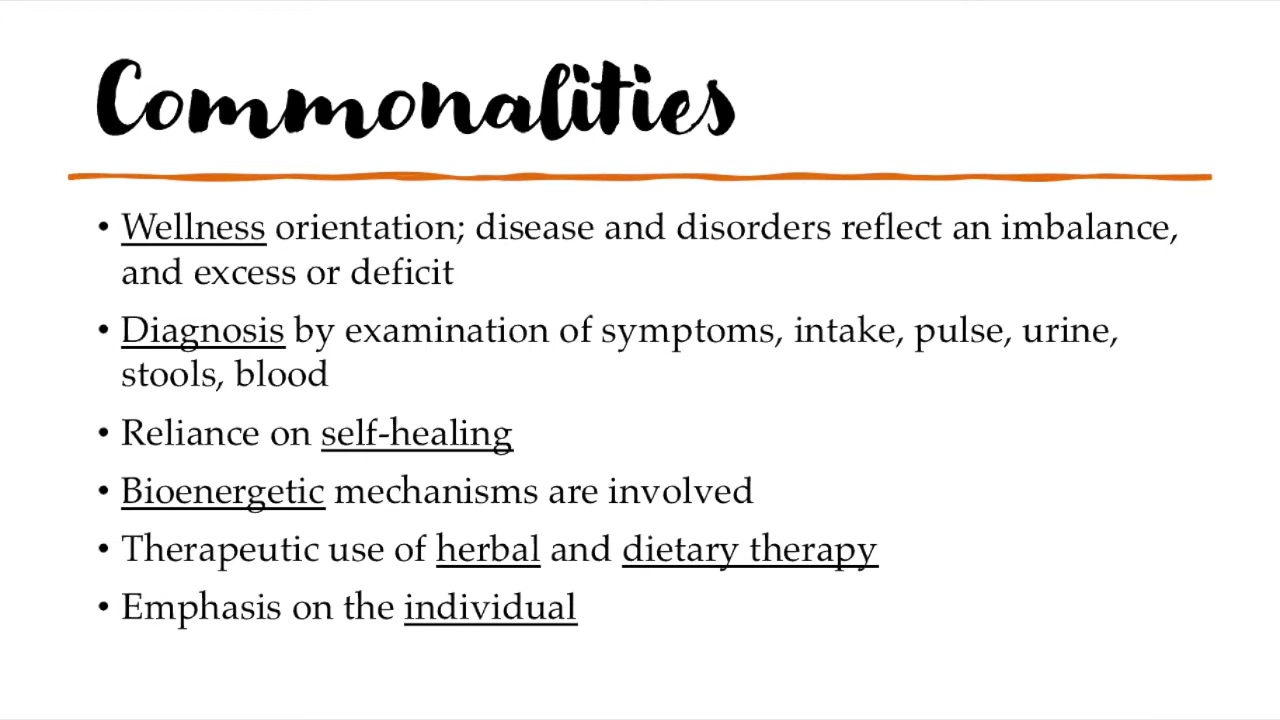 Commonalities
• Wellness orientation; disease and disorders reflect an imbalance,
and excess or deficit
• Diagnosis by examination of symptoms, intake, pulse, urine,
stools, blood
• Reliance on self-healing
• Bioenergetic mechanisms are involved
• Therapeutic use of herbal and dietary therapy
• Emphasis on the individual